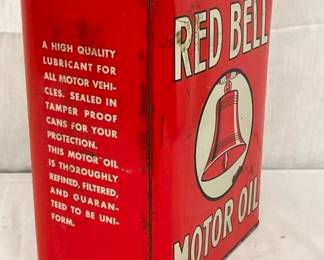 A HIGH QUALITY
LUBRICANT FOR
ALL MOTOR VEHI-
CLES. SEALED IN
TAMPER PROOF
CANS FOR YOUR
PROTECTION.
THIS MOTOR OIL
IS THOROUGHLY
REFINED, FILTERED,
AND GUARAN-
TEED TO BE UNI-
FORM.
RED BELL
MOTOR OIL